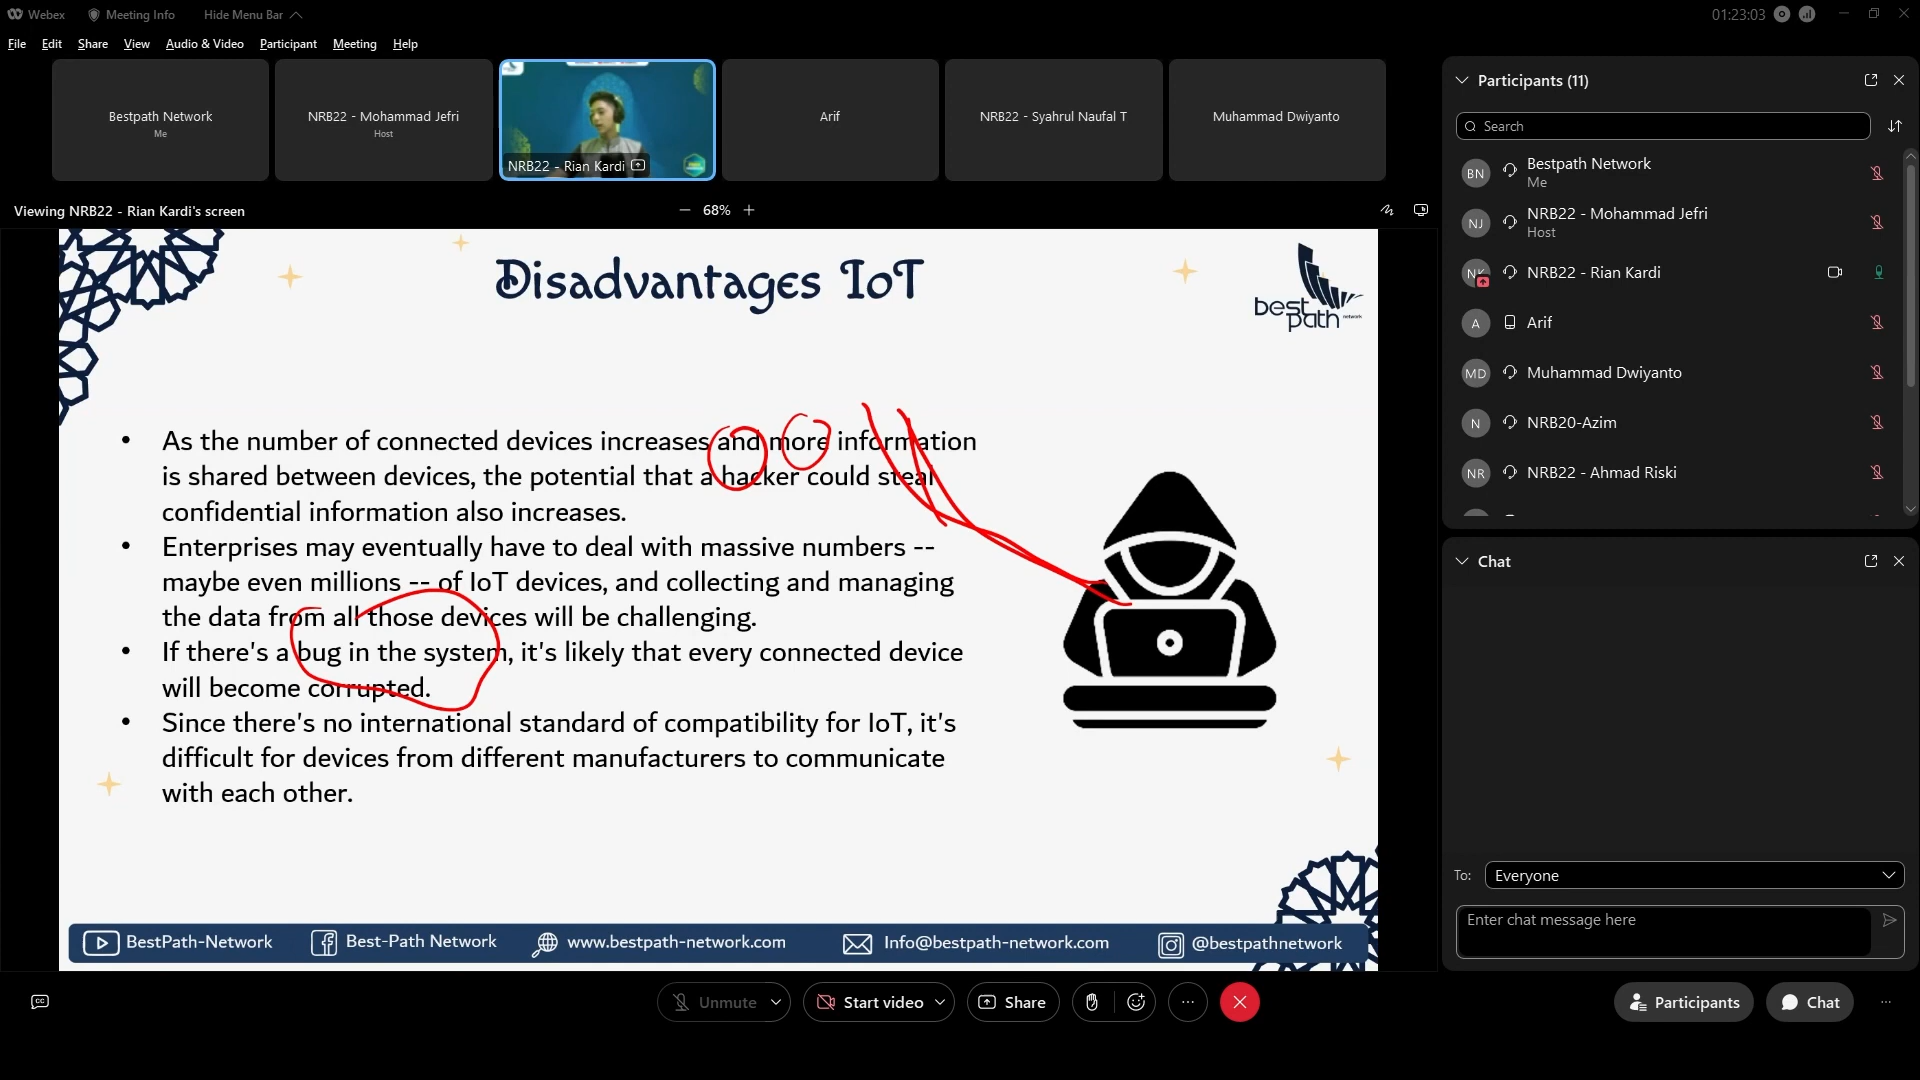 Webex
Meeting Info
Hide Menu Bar
01:23:03
File Edit Share View Audio & Video Participant Meeting Help
Bestpath Network
Me
NRB22 - Mohammad Jefri
Host
NRB22 - Rian Kardi
Arif
NRB22 - Syahrul Naufal T
Muhammad Dwiyanto
Viewing NRB22 - Rian Kardi's screen
68%
Disadvantages IoT
best
path
network
• As the number of connected devices increases and more information
is shared between devices, the potential that a hacker could steal
confidential information also increases.
• Enterprises may eventually have to deal with massive numbers --
maybe even millions -- of IoT devices, and collecting and managing
the data from all those devices will be challenging.
• If there's a bug in the system, it's likely that every connected device
will become corrupted.
• Since there's no international standard of compatibility for IoT, it's
difficult for devices from different manufacturers to communicate
with each other.
BestPath-Network
Best-Path Network
www.bestpath-network.com
Info@bestpath-network.com
@bestpathnetwork
Participants (11)
Search
BN
Bestpath Network
Me
NJ
NRB22 - Mohammad Jefri
Host
NK
NRB22 - Rian Kardi
A
Arif
MD
Muhammad Dwiyanto
N
NRB20-Azim
NR
NRB22 - Ahmad Riski
Chat
To:
Everyone
Enter chat message here
CC
Unmute
Start video
Share
Participants
Chat